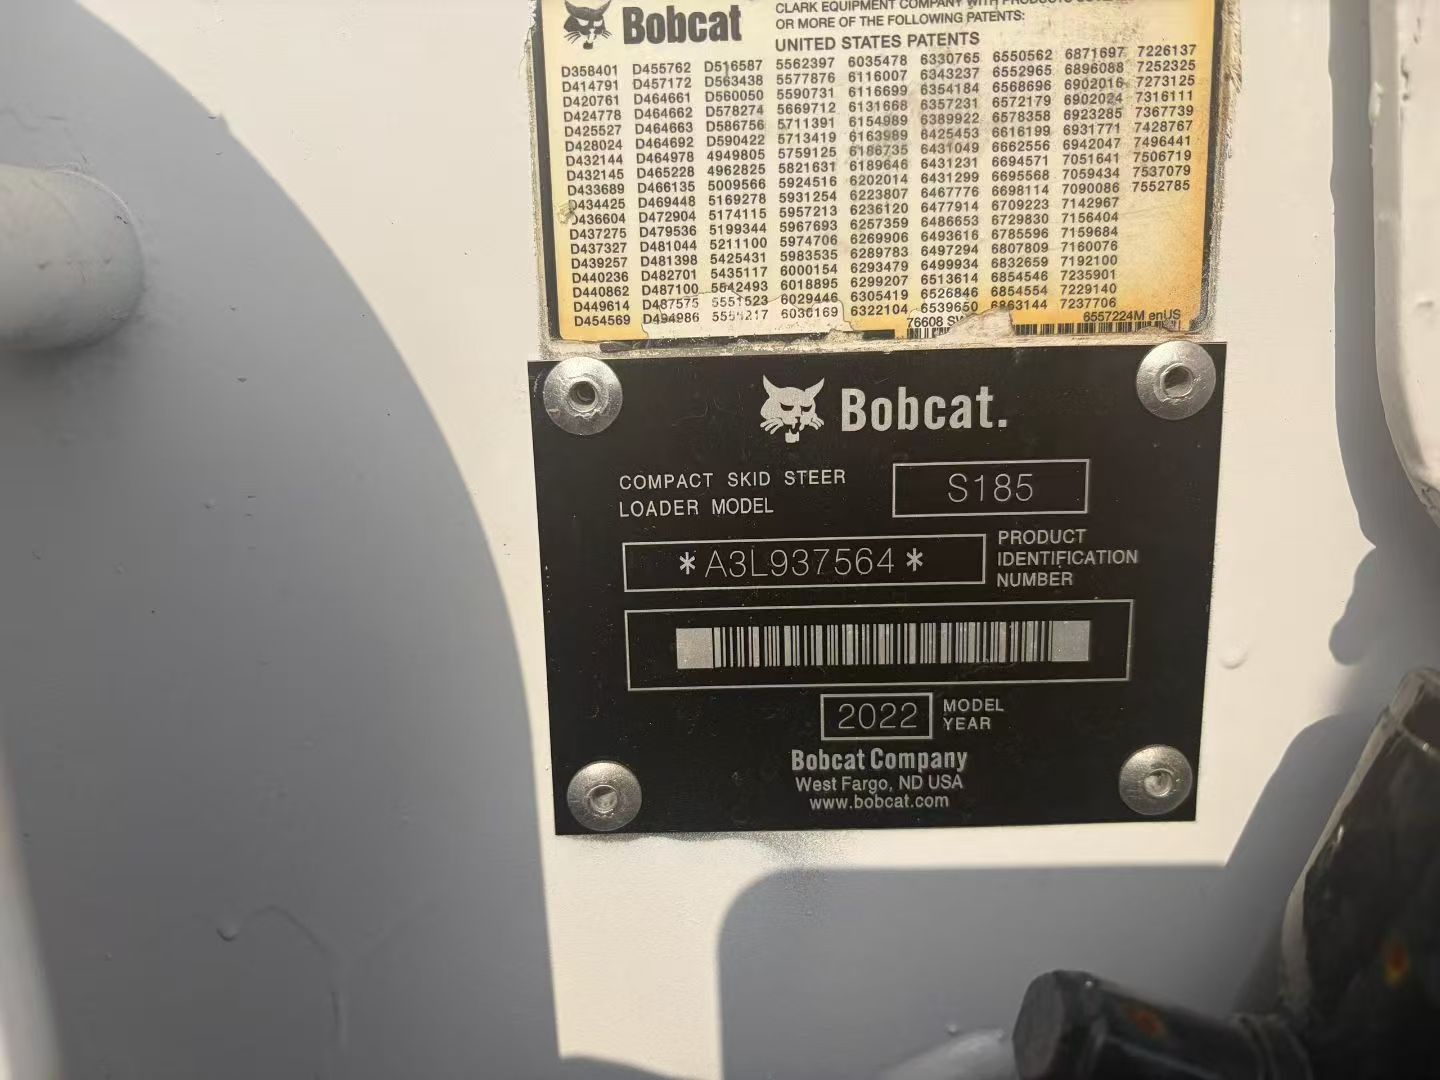 Bobcat
CLARK EQUIPMENT COMPANY WITH PRODUCTS
OR MORE OF THE FOLLOWING PATENTS:
UNITED STATES PATENTS
D358401 D455762 D516587 5562397 6035478 6330765 6550562 6871697 7226137
D414791 D457172 D563438 5577876 6116007 6343237 6552965 6896088 7252325
D420761 D464661 D560050 5590731 6116699 6354184 6568696 6902016 7273125
D424778 D464662 D578274 5669712 6131668 6357231 6572179 6902024 7316111
D425527 D464663 D586756 5711391 6154989 6389922 6578358 6923285 7367739
D428024 D464692 D590422 5713419 6163989 6425453 6616199 6931771 7428767
D432144 D464978 4949805 5759125 6186735 6431049 6662556 6942047 7496441
D432145 D465228 4962825 5821631 6189646 6431231 6694571 7051641 7506719
D433689 D466135 5009566 5924516 6202014 6431299 6695568 7059434 7537079
D434425 D469448 5169278 5931254 6223807 6467776 6698114 7090086 7552785
D436604 D472904 5174115 5957213 6236120 6477914 6709223 7142967
D437275 D479536 5199344 5967693 6257359 6486653 6729830 7156404
D437327 D481044 5211100 5974706 6269906 6493616 6785596 7159684
D439257 D481398 5425431 5983535 6289783 6497294 6807809 7160076
D440236 D482701 5435117 6000154 6293479 6499934 6832659 7192100
D440862 D487100 5542493 6018895 6299207 6513614 6854546 7235901
D449614 D487575 5551523 6029446 6305419 6526846 6854554 7229140
D454569 D494986 6030169 6322104 6539650 6863144 7237706
76608 6557224M enUS
Bobcat.
COMPACT SKID STEER
LOADER MODEL
S185
*A3L937564*
PRODUCT
IDENTIFICATION
NUMBER
2022
MODEL
YEAR
Bobcat Company
West Fargo, ND USA
www.bobcat.com